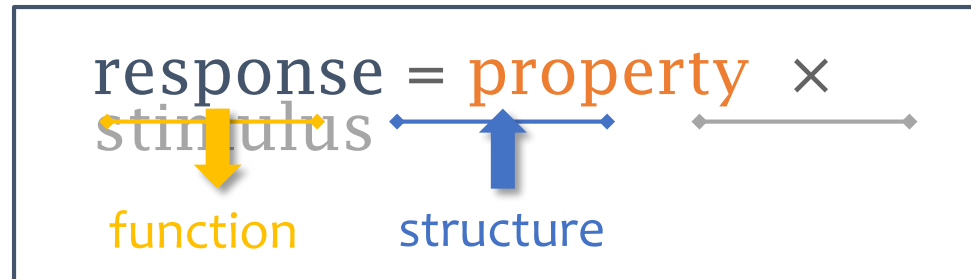 response = property ×
stimulus
function structure